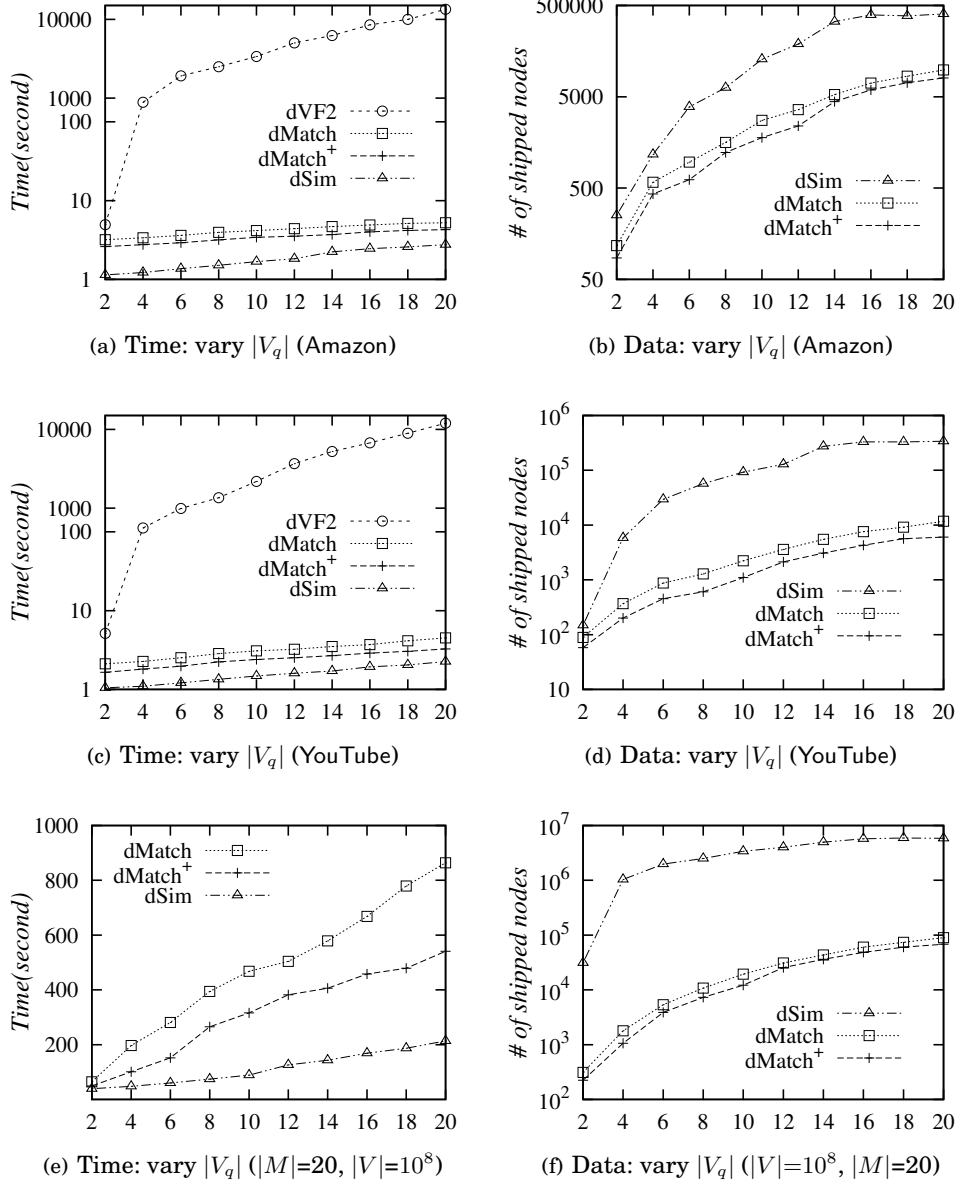 10000
1000
100
10
1
Time(second)
dVF2
dMatch
dMatch+
dSim
2 4 6 8 10 12 14 16 18 20
(a) Time: vary |V_q| (Amazon)
500000
5000
500
50
# of shipped nodes
dSim
dMatch
dMatch+
2 4 6 8 10 12 14 16 18 20
(b) Data: vary |V_q| (Amazon)
10000
1000
100
10
1
Time(second)
dVF2
dMatch
dMatch+
dSim
2 4 6 8 10 12 14 16 18 20
(c) Time: vary |V_q| (YouTube)
10^6
10^5
10^4
10^3
10^2
10
# of shipped nodes
dSim
dMatch
dMatch+
2 4 6 8 10 12 14 16 18 20
(d) Data: vary |V_q| (YouTube)
1000
800
600
400
200
Time(second)
dMatch
dMatch+
dSim
2 4 6 8 10 12 14 16 18 20
(e) Time: vary |V_q| (|M|=20, |V|=10^8)
10^7
10^6
10^5
10^4
10^3
10^2
# of shipped nodes
dSim
dMatch
dMatch+
2 4 6 8 10 12 14 16 18 20
(f) Data: vary |V_q| (|V|=10^8, |M|=20)